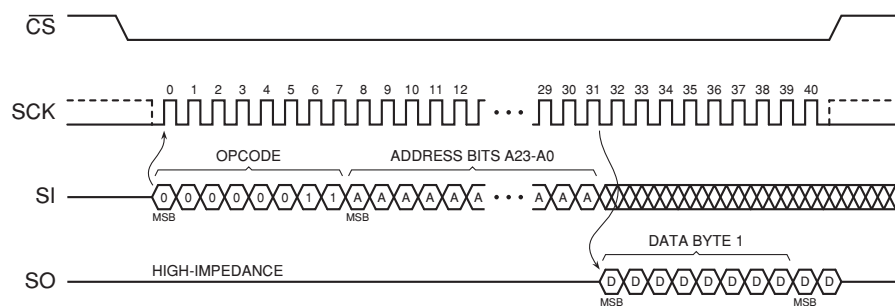 CS
0 1 2 3 4 5 6 7 8 9 10 11 12 29 30 31 32 33 34 35 36 37 38 39 40
SCK
OPCODE ADDRESS BITS A23-A0
SI 0 0 0 0 0 0 1 1 A A A A A A A A A
MSB MSB
DATA BYTE 1
HIGH-IMPEDANCE
SO D D D D D D D D D D
MSB MSB